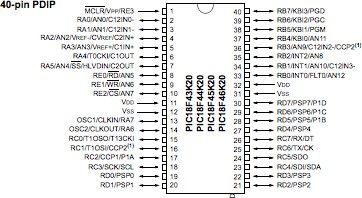 40-pin PDIP
MCLR/VPP/RE3 1 40 RB7/KBI3/PGD
RA0/AN0/C12IN0- 2 39 RB6/KBI2/PGC
RA1/AN1/C12IN1- 3 38 RB5/KBI1/PGM
RA2/AN2/VREF-/CVREF/C2IN+ 4 37 RB4/KBI0/AN11
RA3/AN3/VREF+/C1IN+ 5 36 RB3/AN9/C12IN2-/CCP2(1)
RA4/T0CKI/C1OUT 6 35 RB2/INT2/AN8
RA5/AN4/SS/HLVDIN/C2OUT 7 34 RB1/INT1/AN10/C12IN3-
RE0/RD/AN5 8 33 RB0/INT0/FLT0/AN12
RE1/WR/AN6 9 32 VDD
RE2/CS/AN7 10 31 VSS
VDD 11 30 RD7/PSP7/P1D
VSS 12 29 RD6/PSP6/P1C
OSC1/CLKIN/RA7 13 28 RD5/PSP5/P1B
OSC2/CLKOUT/RA6 14 27 RD4/PSP4
RC0/T1OSO/T13CKI 15 26 RC7/RX/DT
RC1/T1OSI/CCP2(1) 16 25 RC6/TX/CK
RC2/CCP1/P1A 17 24 RC5/SDO
RC3/SCK/SCL 18 23 RC4/SDI/SDA
RD0/PSP0 19 22 RD3/PSP3
RD1/PSP1 20 21 RD2/PSP2
PIC18F43K20
PIC18F44K20
PIC18F45K20
PIC18F46K20